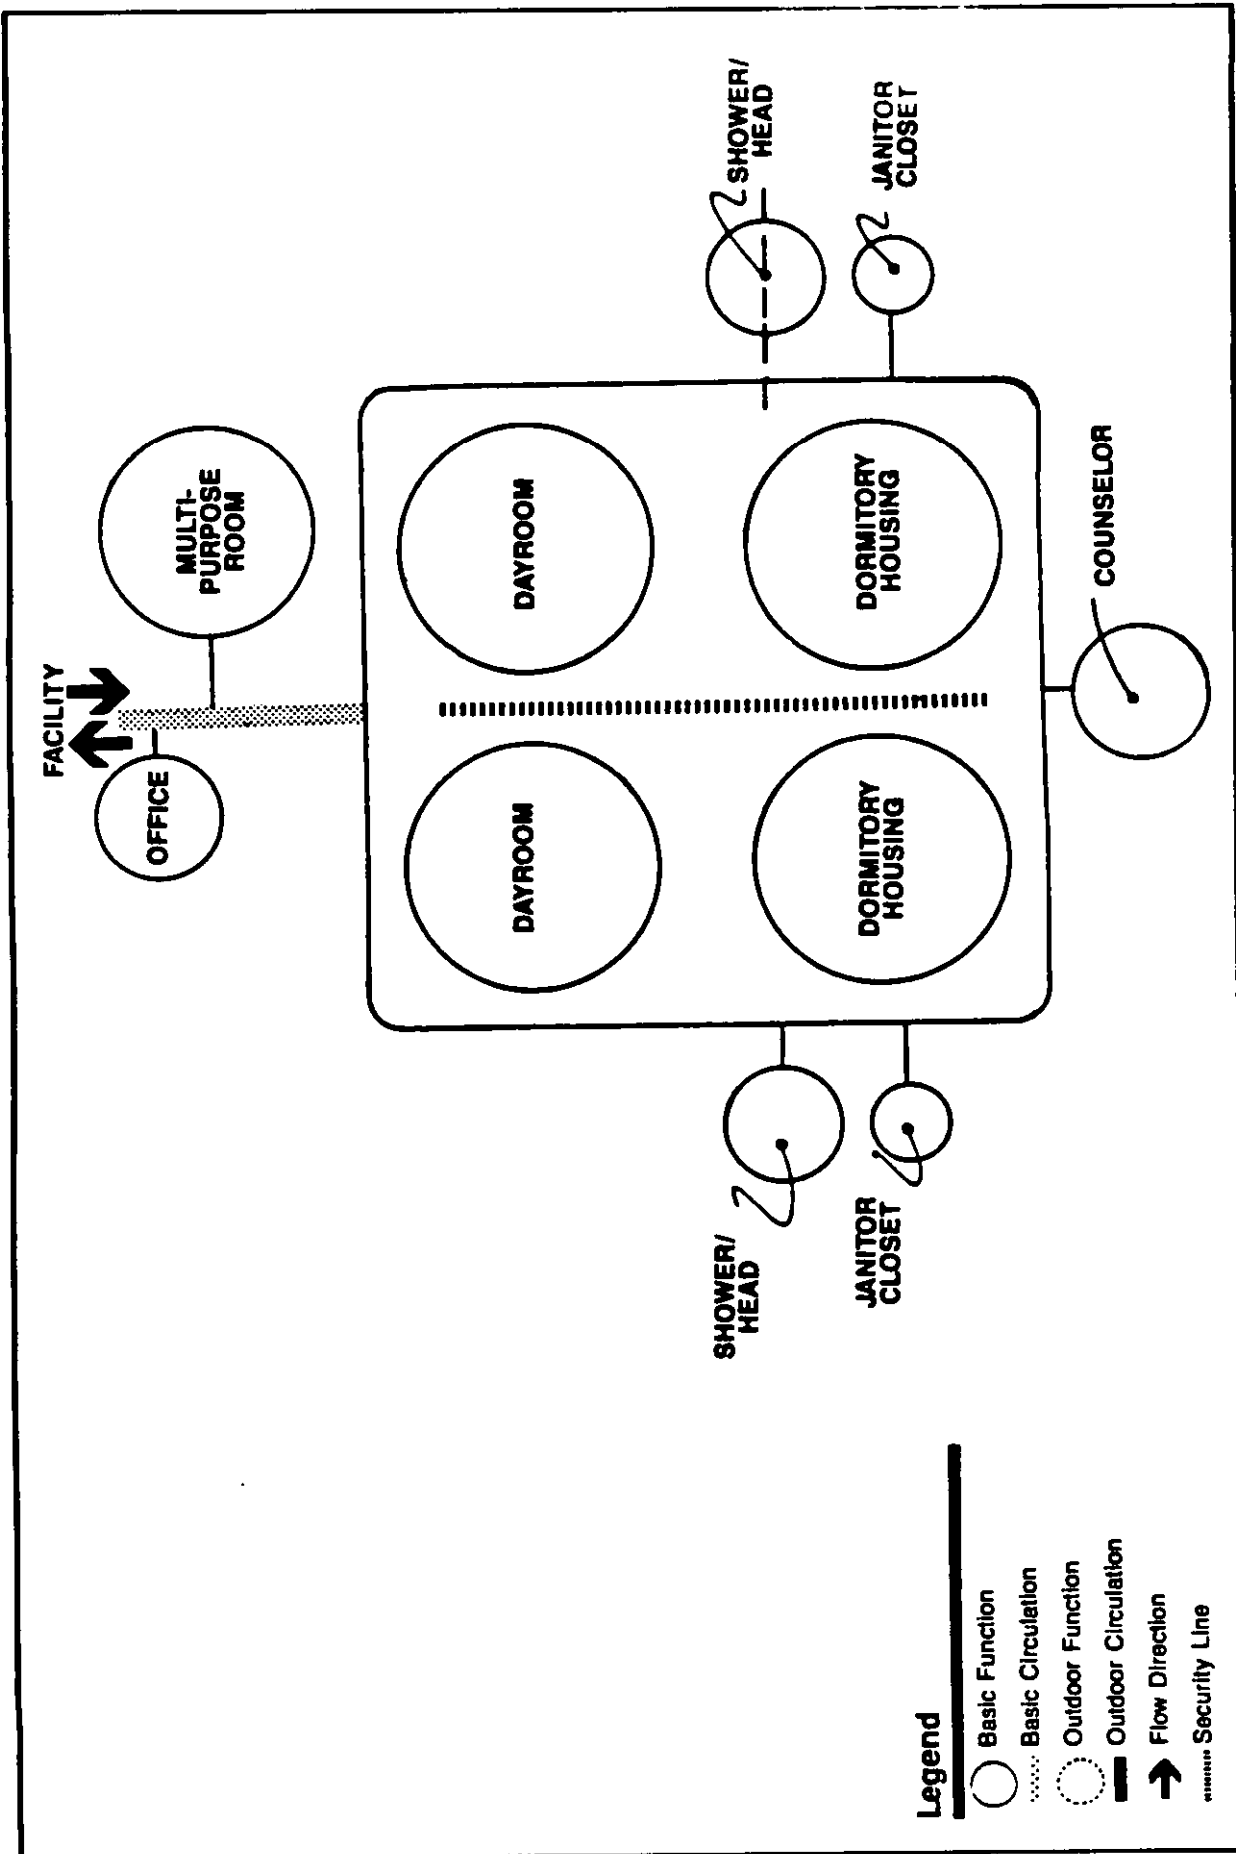 FACILITY
OFFICE
MULTI-
PURPOSE
ROOM
DAYROOM
DAYROOM
SHOWER/
HEAD
SHOWER/
HEAD
DORMITORY
HOUSING
DORMITORY
HOUSING
JANITOR
CLOSET
JANITOR
CLOSET
COUNSELOR
Legend
Basic Function
Basic Circulation
Outdoor Function
Outdoor Circulation
Flow Direction
Security Line